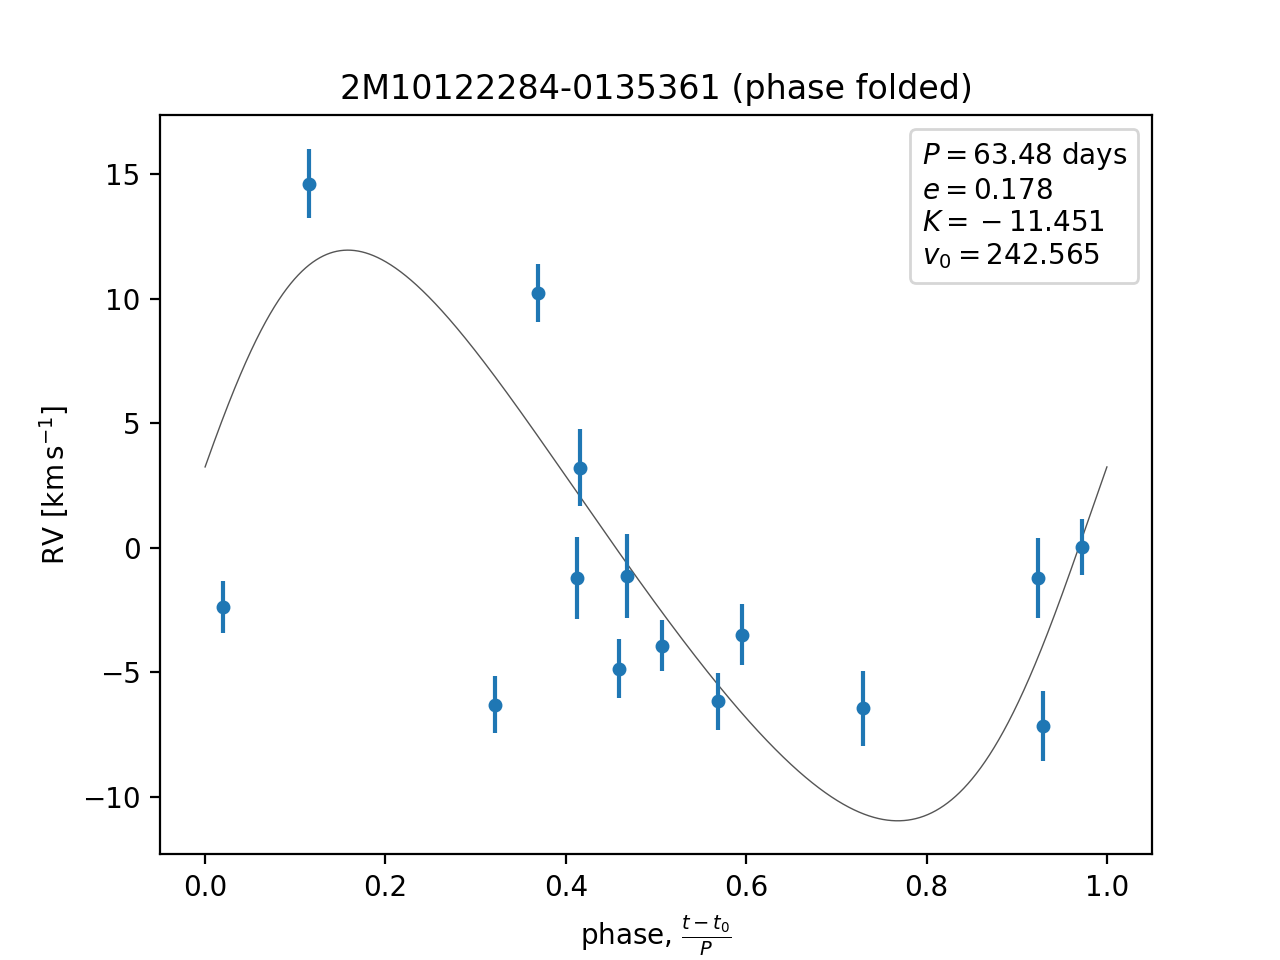 2M10122284-0135361 (phase folded)
P = 63.48 days
e = 0.178
K = −11.451
v₀ = 242.565
RV [km s⁻¹]
15
10
5
0
−5
−10
0.0 0.2 0.4 0.6 0.8 1.0
phase, (t − t₀)/P